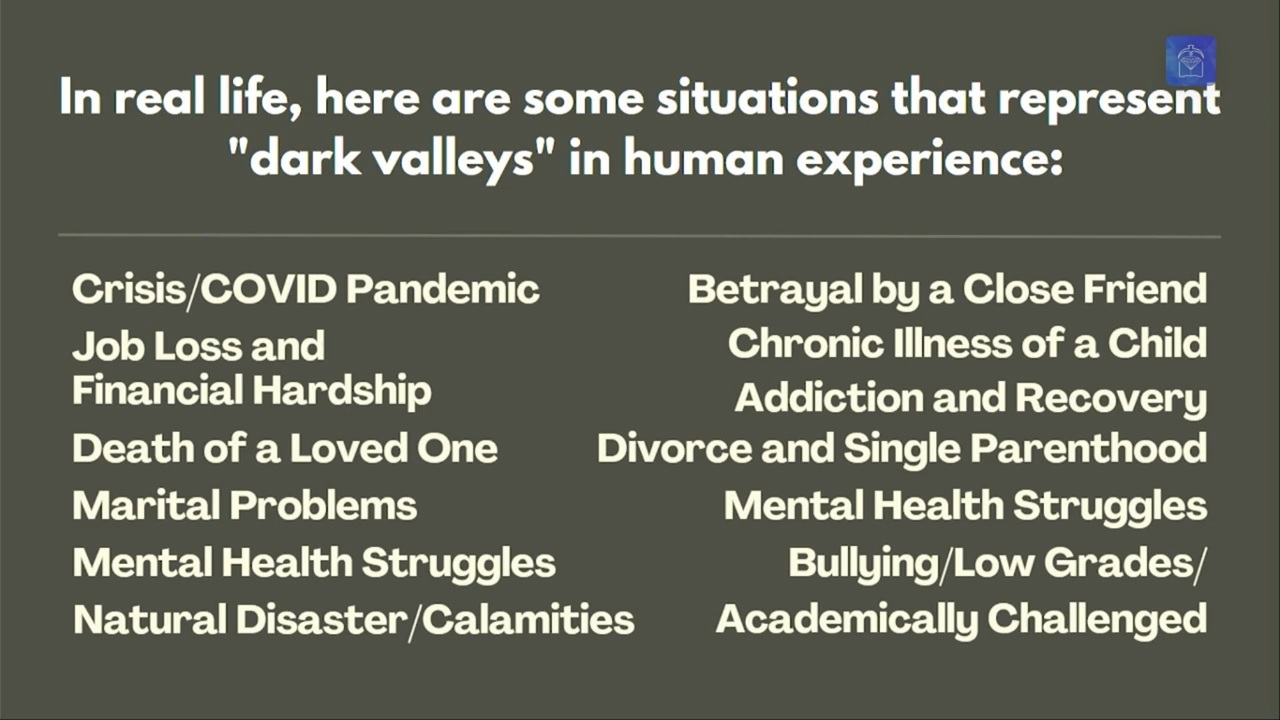 In real life, here are some situations that represent
"dark valleys" in human experience:
Crisis/COVID Pandemic
Job Loss and
Financial Hardship
Death of a Loved One
Marital Problems
Mental Health Struggles
Natural Disaster/Calamities
Betrayal by a Close Friend
Chronic Illness of a Child
Addiction and Recovery
Divorce and Single Parenthood
Mental Health Struggles
Bullying/Low Grades/
Academically Challenged